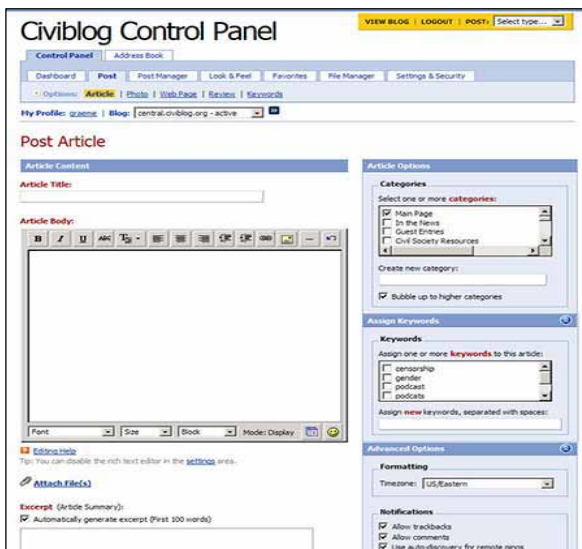 Civiblog Control Panel
VIEW BLOG | LOGOUT | POST: Select type...
Control Panel Address Book
Dashboard Post Post Manager Look & Feel Favorites File Manager Settings & Security
Options: Article | Photo | Web Page | Review | Keywords
My Profile: graeme | Blog: central.civiblog.org - active
Post Article
Article Content
Article Title:
Article Body:
B I U ABC
Font Size Block Mode: Display
Editing Help
Tip: You can disable the rich text editor in the settings area.
Attach File(s)
Excerpt (Article Summary):
Automatically generate excerpt (First 100 words)
Article Options
Categories
Select one or more categories:
Main Page
In the News
Guest Entries
Civil Society Resources
Create new category:
Bubble up to higher categories
Assign Keywords
Keywords
Assign one or more keywords to this article:
censorship
gender
podcast
podcats
Assign new keywords, separated with spaces:
Advanced Options
Formatting
Timezone: US/Eastern
Notifications
Allow trackbacks
Allow comments
Use auto-discovery for remote pings